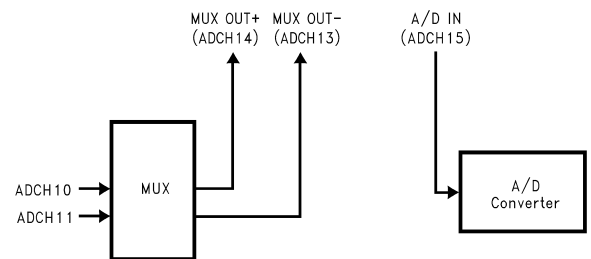 MUX OUT+ MUX OUT- A/D IN
(ADCH14) (ADCH13) (ADCH15)
ADCH10
ADCH11
MUX
A/D
Converter